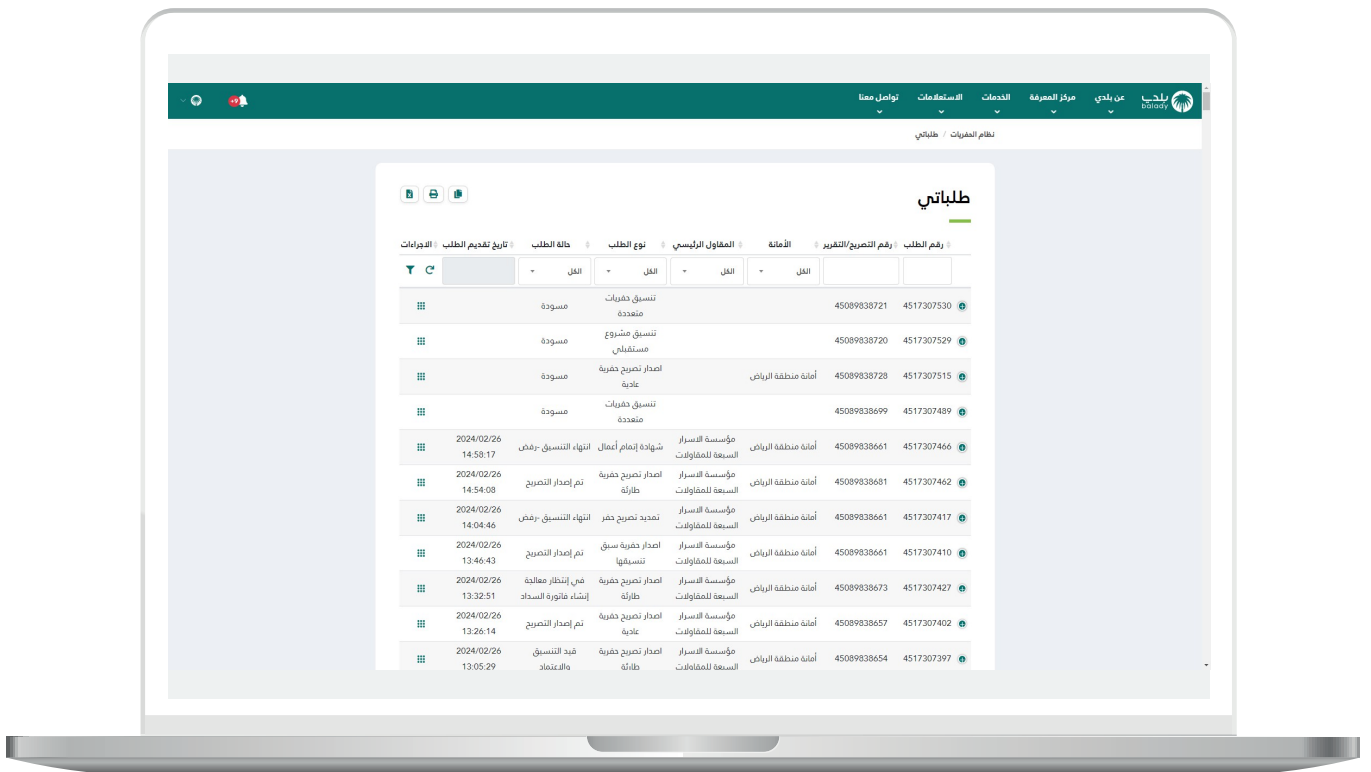 بلدي balady عن بلدي مركز المعرفة الخدمات الاستعلامات تواصل معنا +9
نظام الحفريات / طلباتي
طلباتي
رقم الطلب رقم التصريح/التقرير الأمانة المقاول الرئيسي نوع الطلب حالة الطلب تاريخ تقديم الطلب الاجراءات
الكل الكل الكل الكل
4517307530 45089838721 تنسيق حفريات متعددة مسودة
4517307529 45089838720 تنسيق مشروع مستقبلي مسودة
4517307515 45089838728 أمانة منطقة الرياض اصدار تصريح حفرية عادية مسودة
4517307489 45089838699 تنسيق حفريات متعددة مسودة
4517307466 45089838661 أمانة منطقة الرياض مؤسسة الاسرار السبعة للمقاولات شهادة إتمام أعمال انتهاء التنسيق -رفض 2024/02/26 14:58:17
4517307462 45089838681 أمانة منطقة الرياض مؤسسة الاسرار السبعة للمقاولات اصدار تصريح حفرية طارئة تم إصدار التصريح 2024/02/26 14:54:08
4517307417 45089838661 أمانة منطقة الرياض مؤسسة الاسرار السبعة للمقاولات تمديد تصريح حفر انتهاء التنسيق -رفض 2024/02/26 14:04:46
4517307410 45089838661 أمانة منطقة الرياض مؤسسة الاسرار السبعة للمقاولات اصدار حفرية سبق تنسيقها تم إصدار التصريح 2024/02/26 13:46:43
4517307427 45089838673 أمانة منطقة الرياض مؤسسة الاسرار السبعة للمقاولات اصدار تصريح حفرية طارئة في إنتظار معالجة إنشاء فاتورة السداد 2024/02/26 13:32:51
4517307402 45089838657 أمانة منطقة الرياض مؤسسة الاسرار السبعة للمقاولات اصدار تصريح حفرية عادية تم إصدار التصريح 2024/02/26 13:26:14
4517307397 45089838654 أمانة منطقة الرياض مؤسسة الاسرار السبعة للمقاولات اصدار تصريح حفرية طارئة قيد التنسيق والاعتماد 2024/02/26 13:05:29